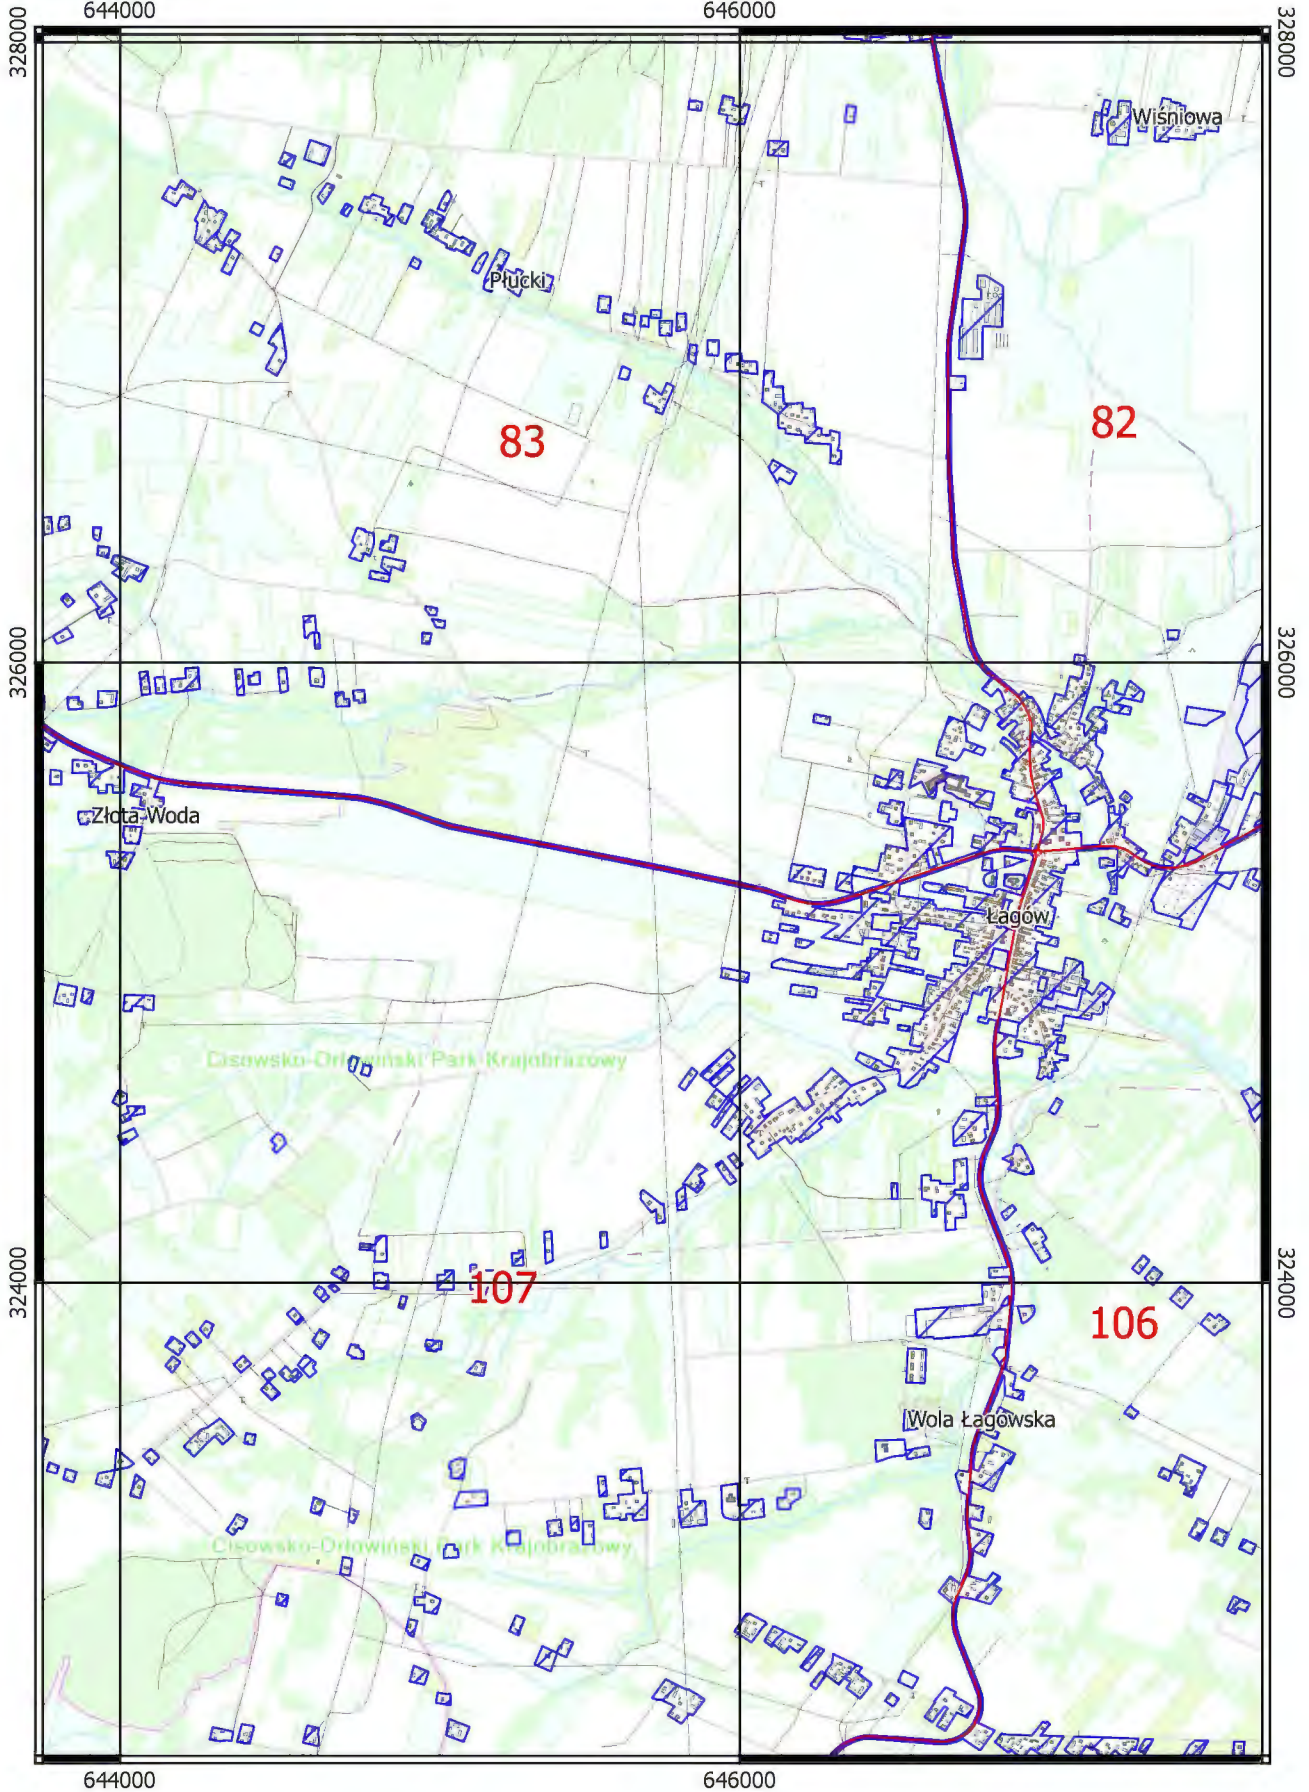 644000
646000
328000
328000
Wiśniowa
Płucki
83
82
326000
326000
Złota Woda
Łagów
Cisowsko-Orłowiński Park Krajobrazowy
324000
324000
107
106
Wola Łagowska
Cisowsko-Orłowiński Park Krajobrazowy
644000
646000